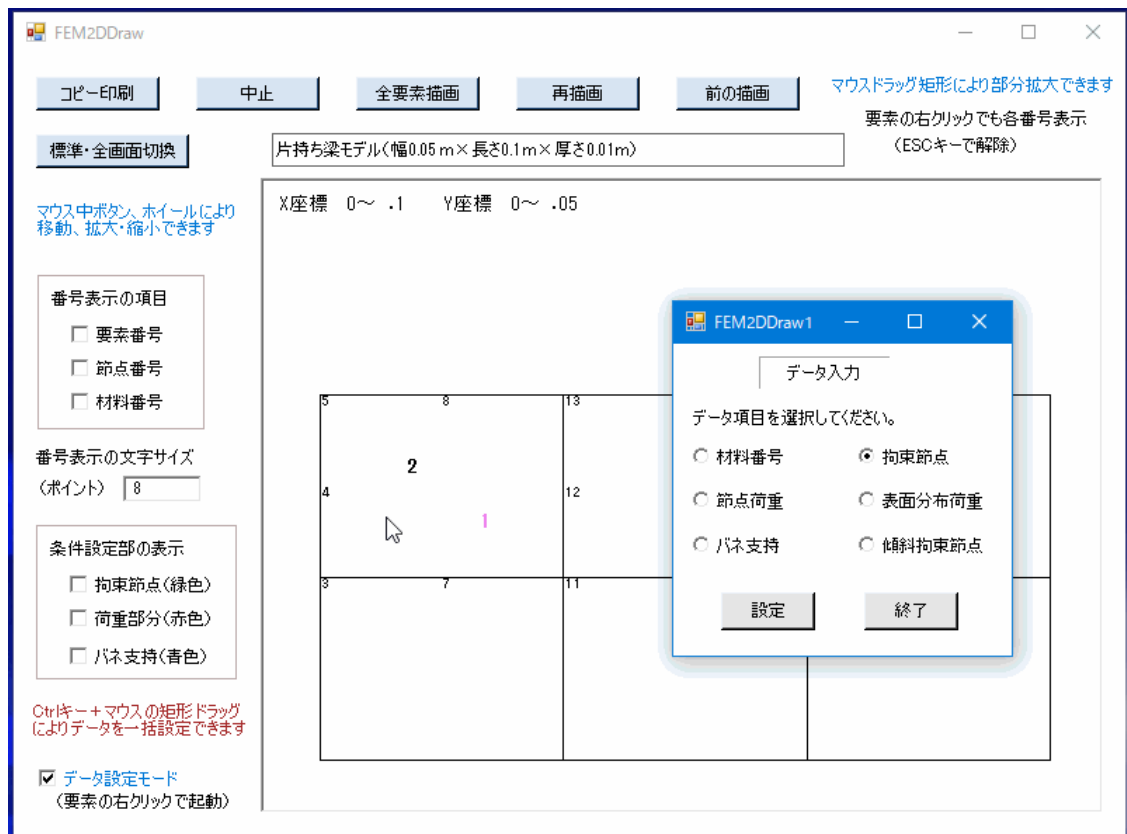 FEM2DDraw
コピー印刷
中止
全要素描画
再描画
前の描画
マウスドラッグ矩形により部分拡大できます
要素の右クリックでも各番号表示
(ESCキーで解除)
標準・全画面切換
片持ち梁モデル(幅0.05ｍ×長さ0.1m×厚さ0.01m)
マウス中ボタン、ホイールにより
移動、拡大・縮小できます
X座標 0～ .1 Y座標 0～ .05
番号表示の項目
要素番号
節点番号
材料番号
番号表示の文字サイズ
(ポイント) 8
条件設定部の表示
拘束節点(緑色)
荷重部分(赤色)
バネ支持(青色)
Ctrlキー＋マウスの矩形ドラッグ
によりデータを一括設定できます
データ設定モード
(要素の右クリックで起動)
5 8 13
2
4 12
1
3 7 11
FEM2DDraw1
データ入力
データ項目を選択してください。
材料番号 拘束節点
節点荷重 表面分布荷重
バネ支持 傾斜拘束節点
設定 終了